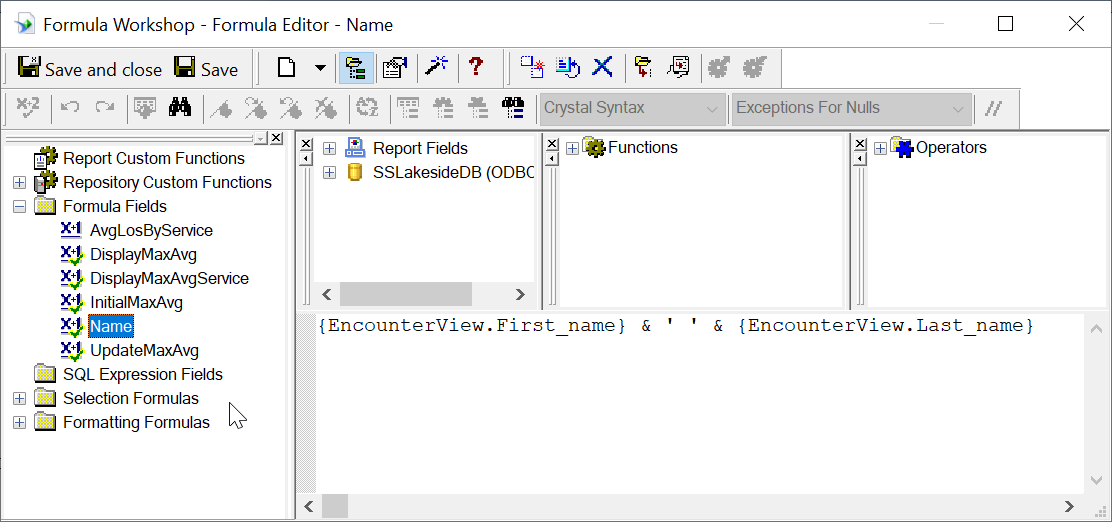 Formula Workshop - Formula Editor - Name
Save and close Save
Crystal Syntax Exceptions For Nulls //
Report Custom Functions
Repository Custom Functions
Formula Fields
AvgLosByService
DisplayMaxAvg
DisplayMaxAvgService
InitialMaxAvg
Name
UpdateMaxAvg
SQL Expression Fields
Selection Formulas
Formatting Formulas
Report Fields
SSLakesideDB (ODBC
Functions
Operators
{EncounterView.First_name} & ' ' & {EncounterView.Last_name}